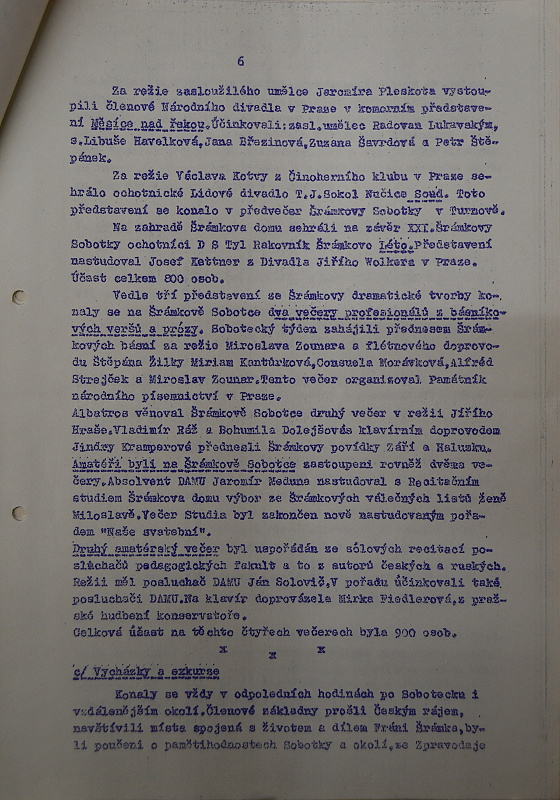 6
Za režie zasloužilého umělce Jaromíra Pleskota vystou-
pili členové Národního divadla v Praze v komorním představe-
ní Měsíce nad řekou.Účinkovali:zasl.umělec Radovan Lukavským,
s.Libuše Havelková,Jana Březinová,Zuzana Šavrdová a Petr Ště-
pánek.
Za režie Václava Kotvy z Činoherního klubu v Praze se-
hrálo ochotnické Lidové divadlo T.J.Sokol Nučice Soud. Toto
představení se konalo v předvečer Šrámkovy Sobotky v Turnově.
Na zahradě Šrámkova domu sehráli na závěr XXI.Šrámkovy
Sobotky ochotníci D S Tyl Rakovník Šrámkovo Léto.Představení
nastudoval Josef Kettner z Divadla Jiřího Wolkera v Praze.
Účast celkem 800 osob.
Vedle tří představení ze Šrámkovy dramatické tvorby ko-
naly se na Šrámkově Sobotce dva večery profesionálů z básníko-
vých veršů a prózy. Sobotecký týden zahájili přednesem Šrám-
kových básní za režie Miroslava Zounara a flétnového doprovo-
du Štěpána Žilky Miriam Kantůrková,Consuela Morávková,Alfréd
Strejček a Miroslav Zounar.Tento večer organizoval Památník
národního písemnictví v Praze.
Albatros věnoval Šrámkově Sobotce druhý večer v režii Jiřího
Hraše.Vladimír Ráž a Bohumila Dolejšovás klavírním doprovodem
Jindry Kramperové přednesli Šrámkovy povídky Září a Nalusku.
Amatéři byli na Šrámkově Sobotce zastoupeni rovněž dvěma ve-
čery.Absolvent DAMU Jaromír Meduna nastudoval s Recitačním
studiem Šrámkova domu výbor ze Šrámkových válečných listů ženě
Miloslavě.Večer Studia byl zakončen nově nastudovaným pořa-
dem "Naše svatební".
Druhý amatérský večer byl uspořádán ze sólových recitací po-
sluchačů pedagogických fakult a to z autorů českých a ruských.
Režii měl posluchač DAMU Ján Solovič.V pořadu účinkovali také
posluchači DAMU.Na klavír doprovázela Mirka Fiedlerová,z praž-
ské hudbení konservatoře.
Celková účast na těchto čtyřech večerech byla 900 osob.
x x x
c/ Vycházky a exkurse
Konaly se vždy v odpoledních hodinách po Sobotecku i
vzdálenějším okolí.Členové základny prošli Českým rájem,
navštívili místa spojená s životem a dílem Fráni Šrámka,by-
li poučeni o pamětihodnostech Sobotky a okolí,ze Zpravodaje